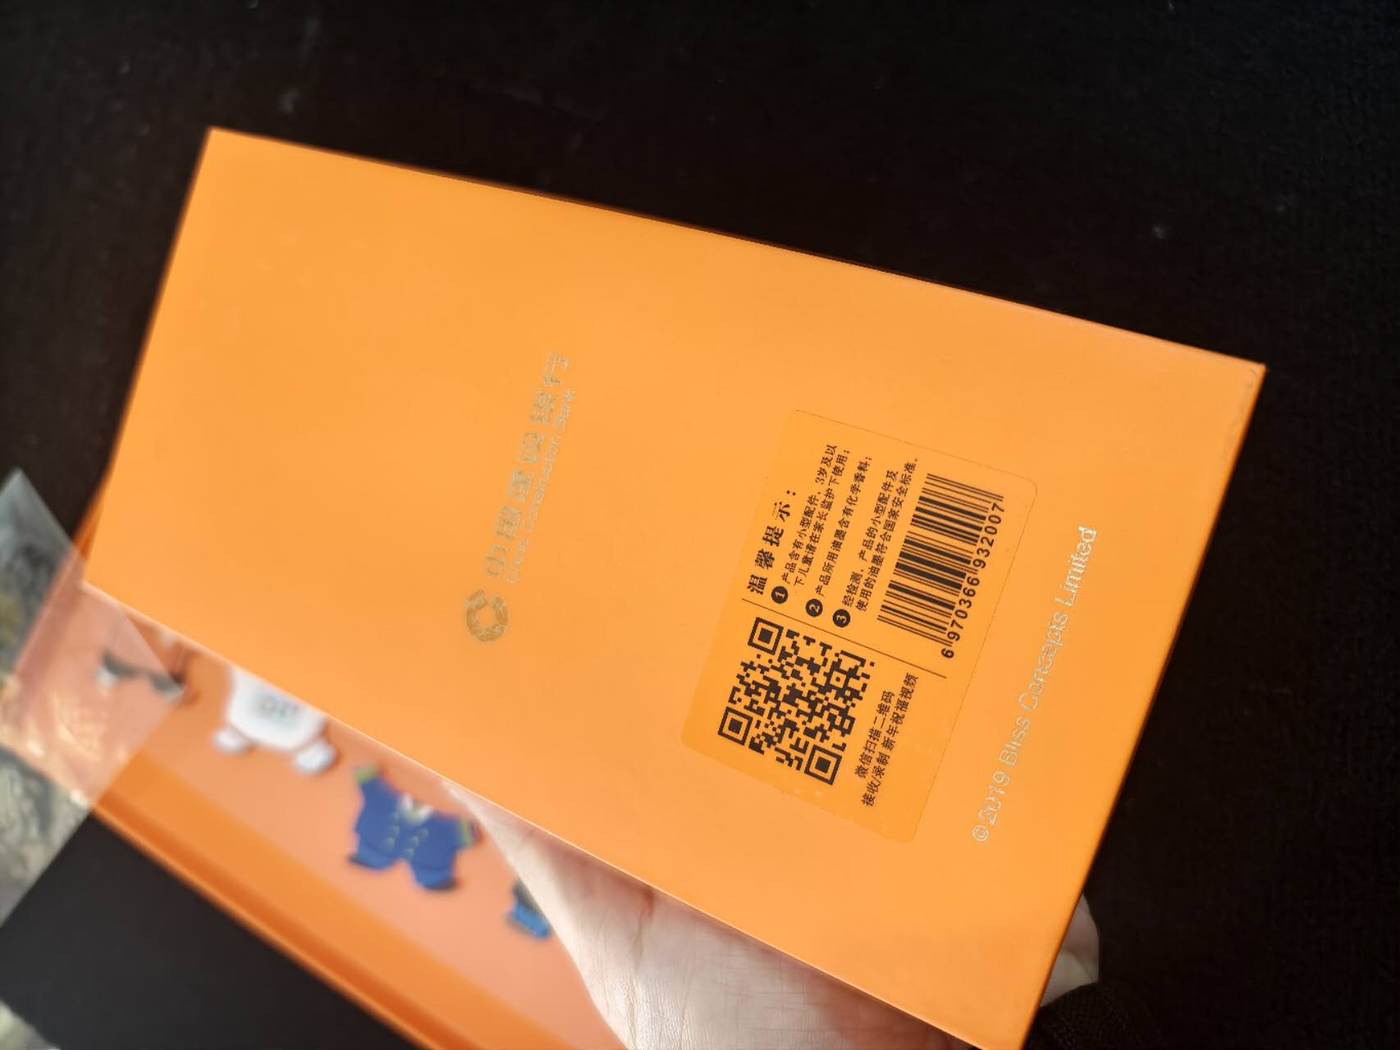 中国建设银行
China Construction Bank
温馨提示：
❶ 产品含有小型配件，3岁及以
下儿童请在家长监护下使用；
❷ 产品所用油墨含有化学香料；
❸ 经检测，产品的小型配件及
使用的油墨符合国家安全标准。
6 970366 932007
微信扫描二维码
接收/录制 新年祝福视频
©2019 Bliss Concepts Limited